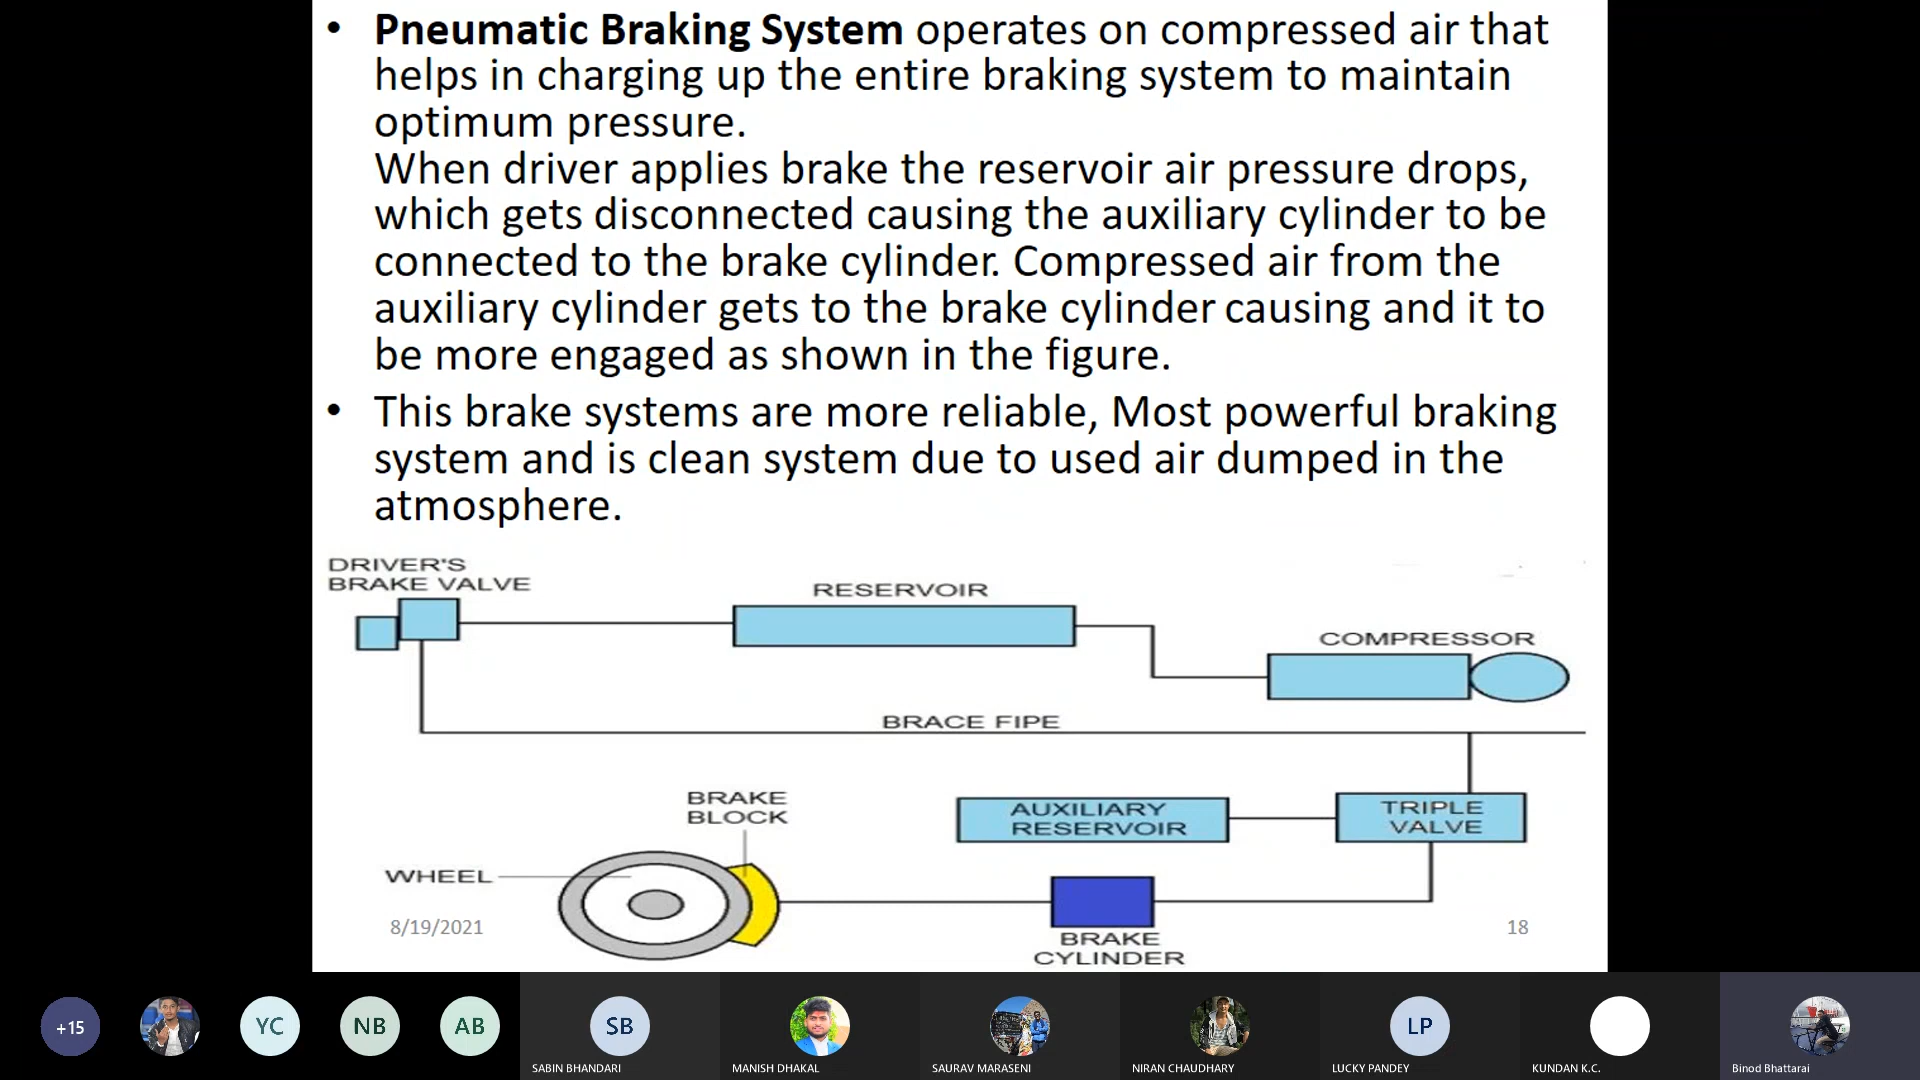 • Pneumatic Braking System operates on compressed air that
helps in charging up the entire braking system to maintain
optimum pressure.
When driver applies brake the reservoir air pressure drops,
which gets disconnected causing the auxiliary cylinder to be
connected to the brake cylinder. Compressed air from the
auxiliary cylinder gets to the brake cylinder causing and it to
be more engaged as shown in the figure.
• This brake systems are more reliable, Most powerful braking
system and is clean system due to used air dumped in the
atmosphere.
DRIVER'S
BRAKE VALVE
RESERVOIR
COMPRESSOR
BRACE FIPE
BRAKE
BLOCK
AUXILIARY
RESERVOIR
TRIPLE
VALVE
WHEEL
BRAKE
CYLINDER
8/19/2021
18
+15
YC
NB
AB
SB
SABIN BHANDARI
MANISH DHAKAL
SAURAV MARASENI
NIRAN CHAUDHARY
LP
LUCKY PANDEY
KUNDAN K.C.
Binod Bhattarai